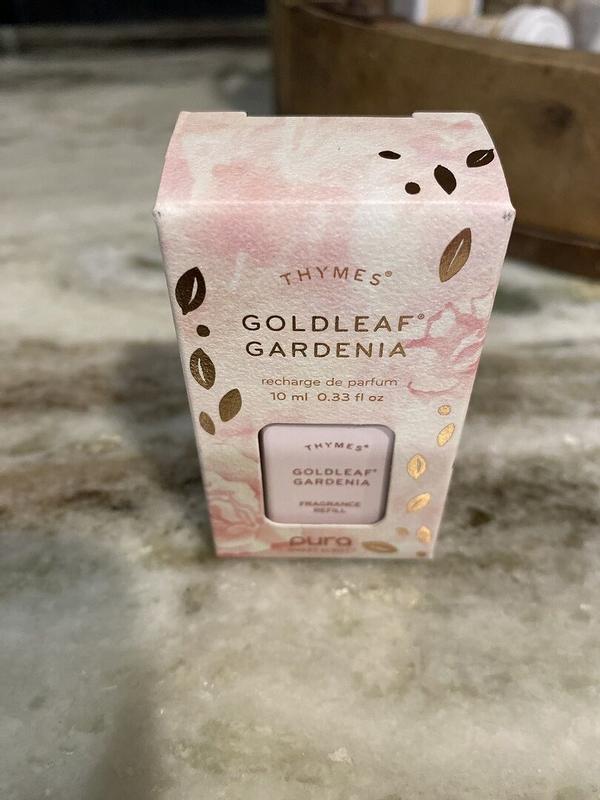 THYMES®
GOLDLEAF®
GARDENIA
recharge de parfum
10 ml 0.33 fl oz
THYMES®
GOLDLEAF®
GARDENIA
FRAGRANCE
REFILL
pura